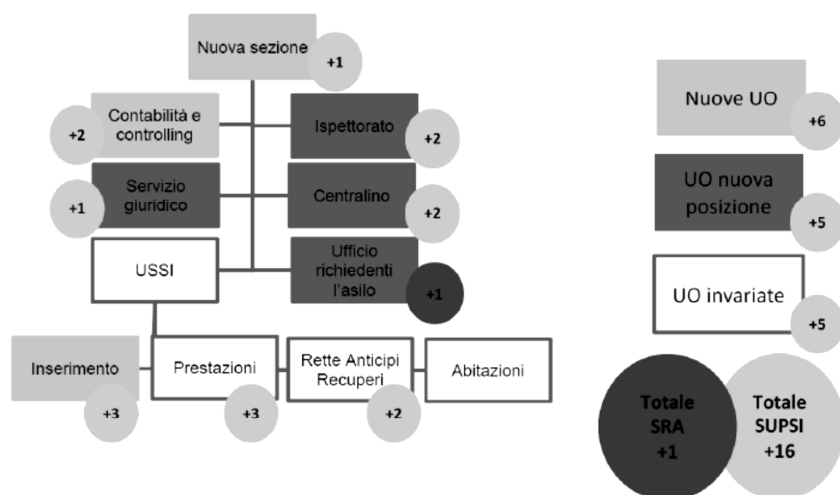 Nuova sezione
+1
Contabilità e
controlling
+2
Ispettorato
+2
Servizio
giuridico
+1
Centralino
+2
USSI
Ufficio
richiedenti
l'asilo
+1
Inserimento
+3
Prestazioni
+3
Rette Anticipi
Recuperi
+2
Abitazioni
Nuove UO
+6
UO nuova
posizione
+5
UO invariate
+5
Totale
SRA
+1
Totale
SUPSI
+16